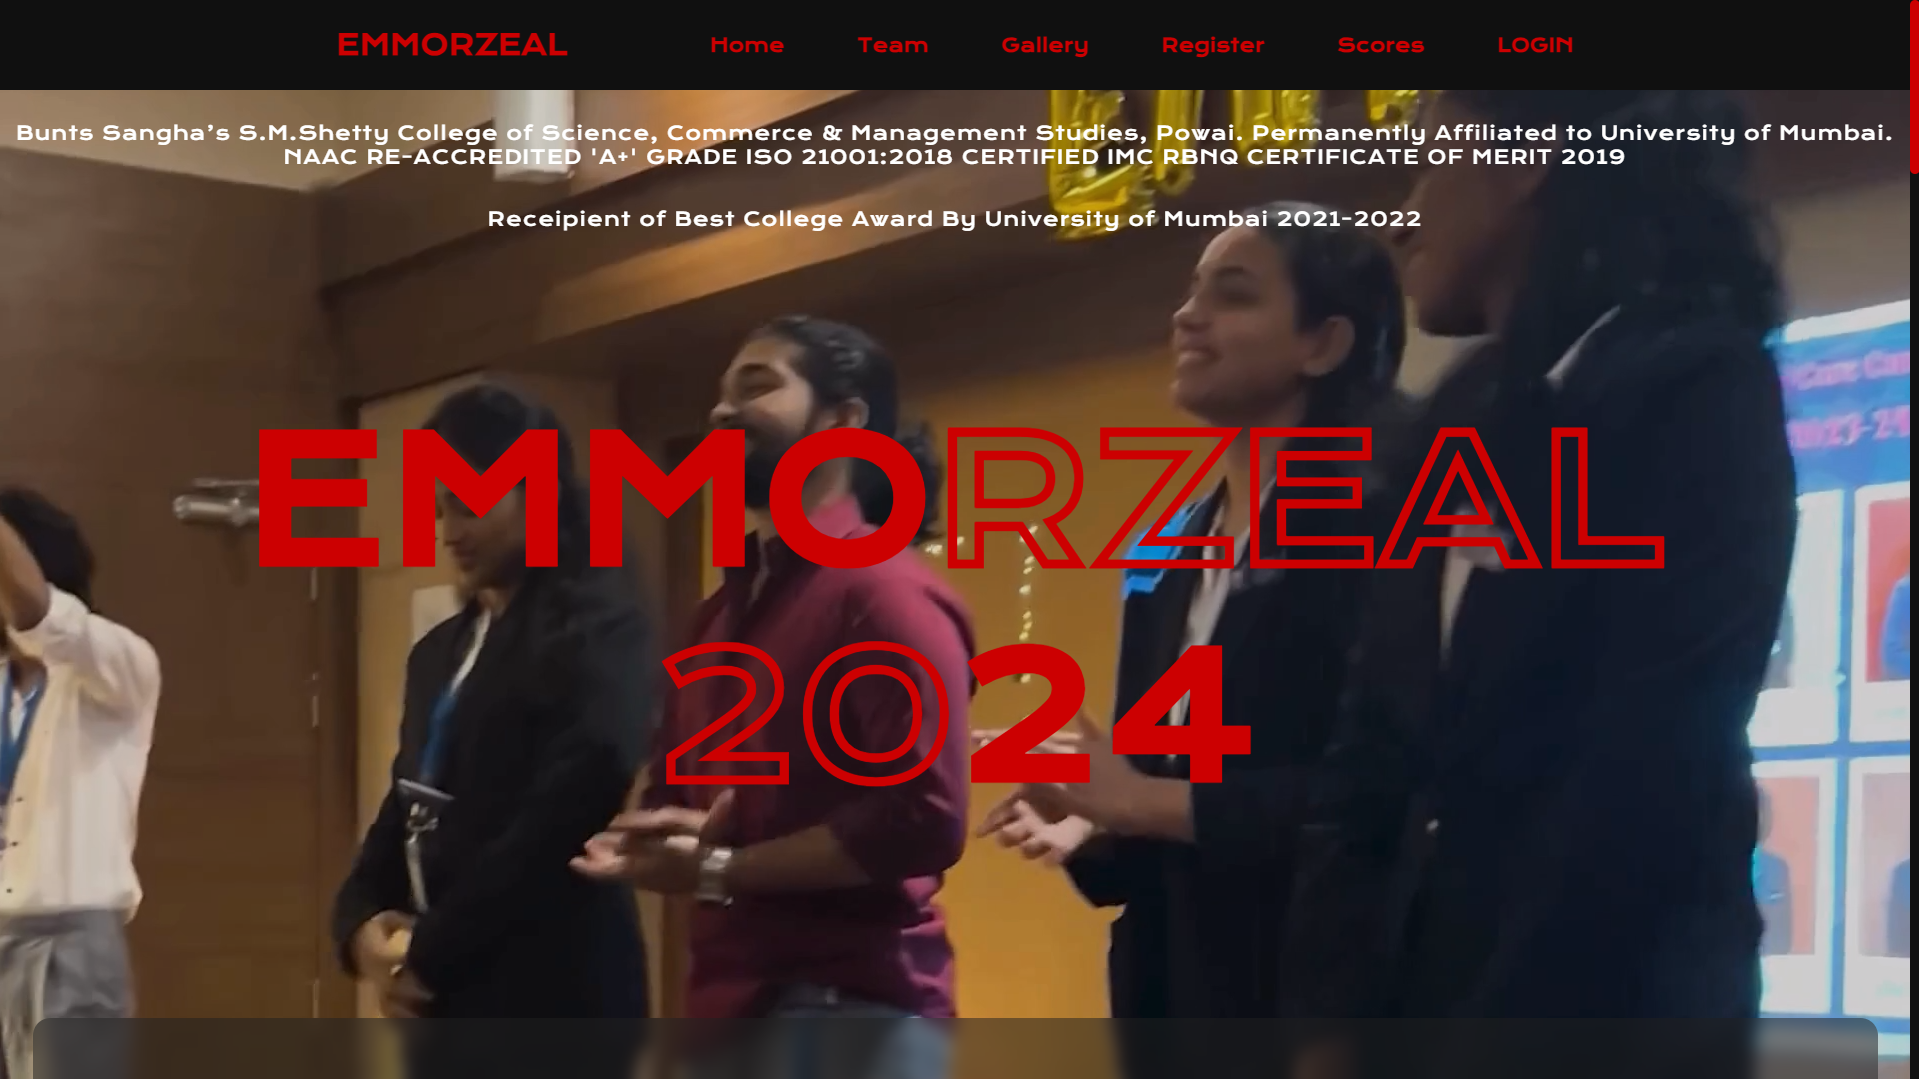 EMMORZEAL Home Team Gallery Register Scores LOGIN
Bunts Sangha’s S.M.Shetty College of Science, Commerce & Management Studies, Powai. Permanently Affiliated to University of Mumbai.
NAAC RE-ACCREDITED 'A+' GRADE ISO 21001:2018 CERTIFIED IMC RBNQ CERTIFICATE OF MERIT 2019
Receipient of Best College Award By University of Mumbai 2021-2022
EMMORZEAL
2024